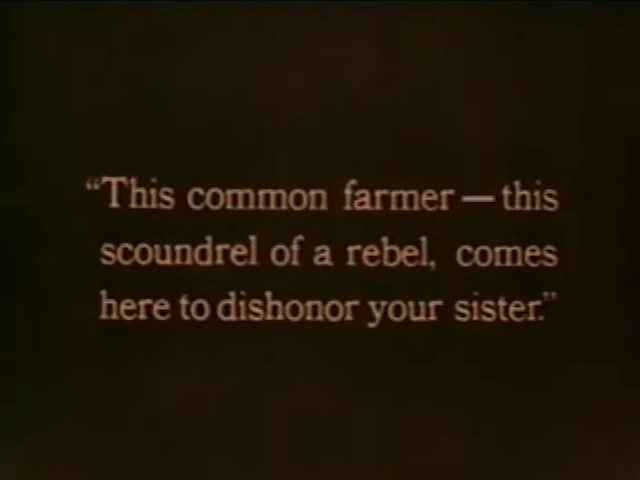 “This common farmer — this
scoundrel of a rebel, comes
here to dishonor your sister.”